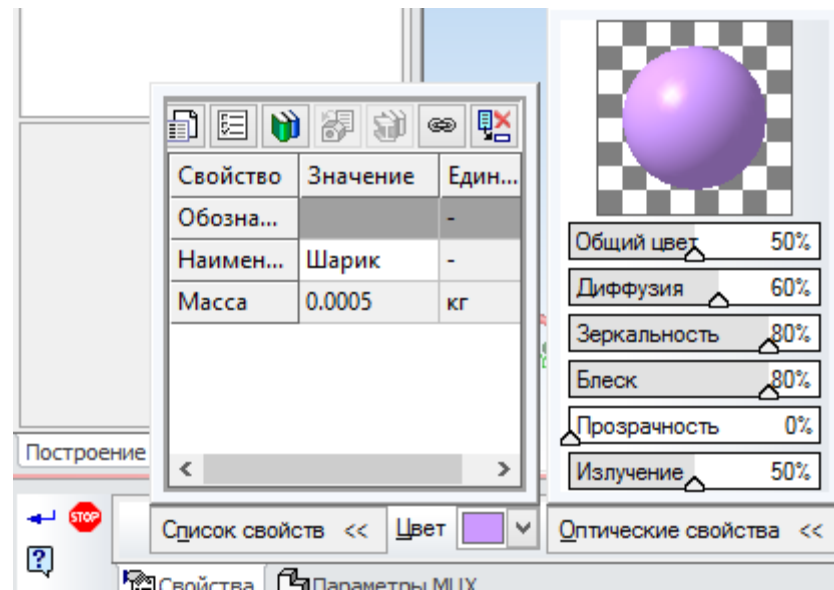 Свойство Значение Един...
Обозна... -
Наимен... Шарик -
Масса 0.0005 кг
Общий цвет 50%
Диффузия 60%
Зеркальность 80%
Блеск 80%
Прозрачность 0%
Излучение 50%
Построение
STOP
Список свойств << Цвет
Оптические свойства <<
Свойства Параметры МЦХ